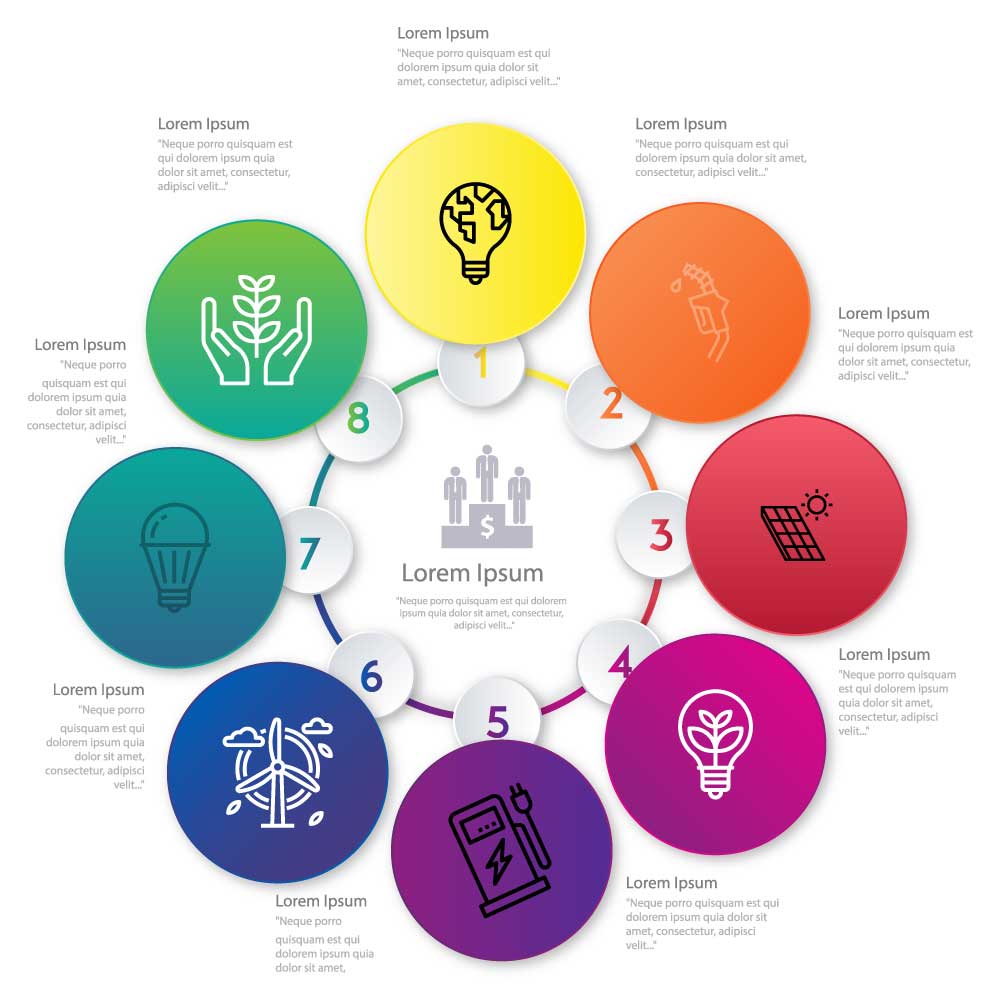 Lorem Ipsum
"Neque porro quisquam est qui
dolorem ipsum quia dolor sit
amet, consectetur, adipisci velit..."
Lorem Ipsum
"Neque porro quisquam est
qui dolorem ipsum quia
dolor sit amet, consectetur,
adipisci velit..."
Lorem Ipsum
"Neque porro quisquam est qui
dolorem ipsum quia dolor sit amet,
consectetur, adipisci velit..."
Lorem Ipsum
"Neque porro quisquam est
qui dolorem ipsum quia
dolor sit amet, consectetur,
adipisci velit..."
Lorem Ipsum
"Neque porro
quisquam est qui
dolorem ipsum quia
dolor sit amet,
consectetur, adipisci
velit..."
1
2
3
4
5
6
7
8
$
Lorem Ipsum
"Neque porro quisquam est qui dolorem
ipsum quia dolor sit amet, consectetur,
adipisci velit..."
Lorem Ipsum
"Neque porro quisquam
est qui dolorem ipsum
quia dolor sit amet,
consectetur, adipisci
velit..."
Lorem Ipsum
"Neque porro
quisquam est qui
dolorem ipsum quia
dolor sit amet,
consectetur, adipisci
velit..."
Lorem Ipsum
"Neque porro quisquam est qui
dolorem ipsum quia dolor sit
amet, consectetur, adipisci
velit..."
Lorem Ipsum
"Neque porro
quisquam est qui
dolorem ipsum quia
dolor sit amet,